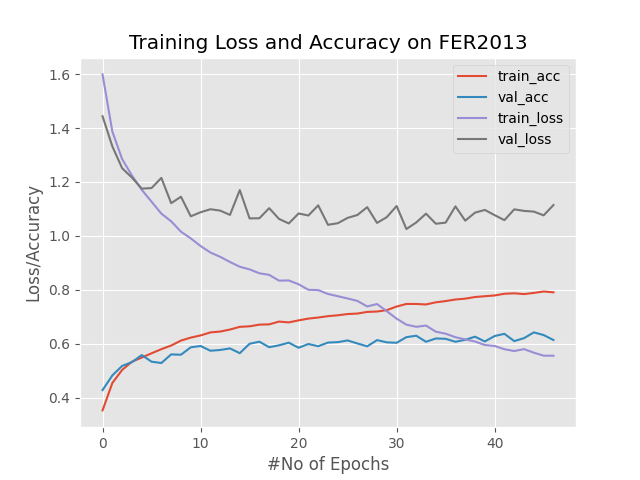 Training Loss and Accuracy on FER2013
train_acc
val_acc
train_loss
val_loss
Loss/Accuracy
1.6
1.4
1.2
1.0
0.8
0.6
0.4
0 10 20 30 40
#No of Epochs